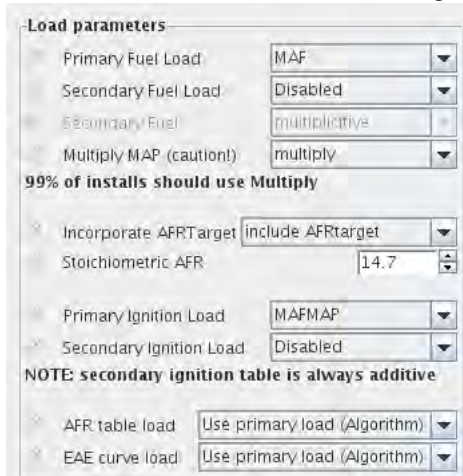 Load parameters
Primary Fuel Load MAF
Secondary Fuel Load Disabled
Secondary Fuel multiplicitive
Multiply MAP (caution!) multiply
99% of installs should use Multiply
Incorporate AFRTarget include AFRtarget
Stoichiometric AFR 14.7
Primary Ignition Load MAFMAP
Secondary Ignition Load Disabled
NOTE: secondary ignition table is always additive
AFR table load Use primary load (Algorithm)
EAE curve load Use primary load (Algorithm)